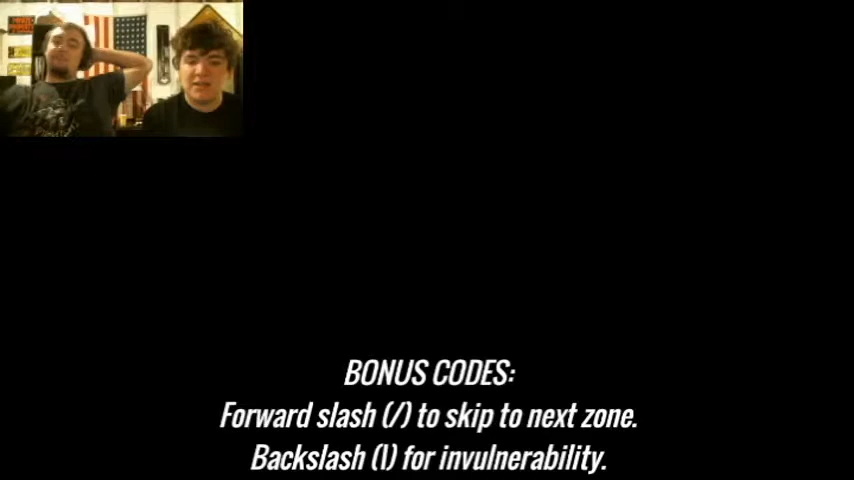 BONUS CODES:
Forward slash (/) to skip to next zone.
Backslash (\) for invulnerability.